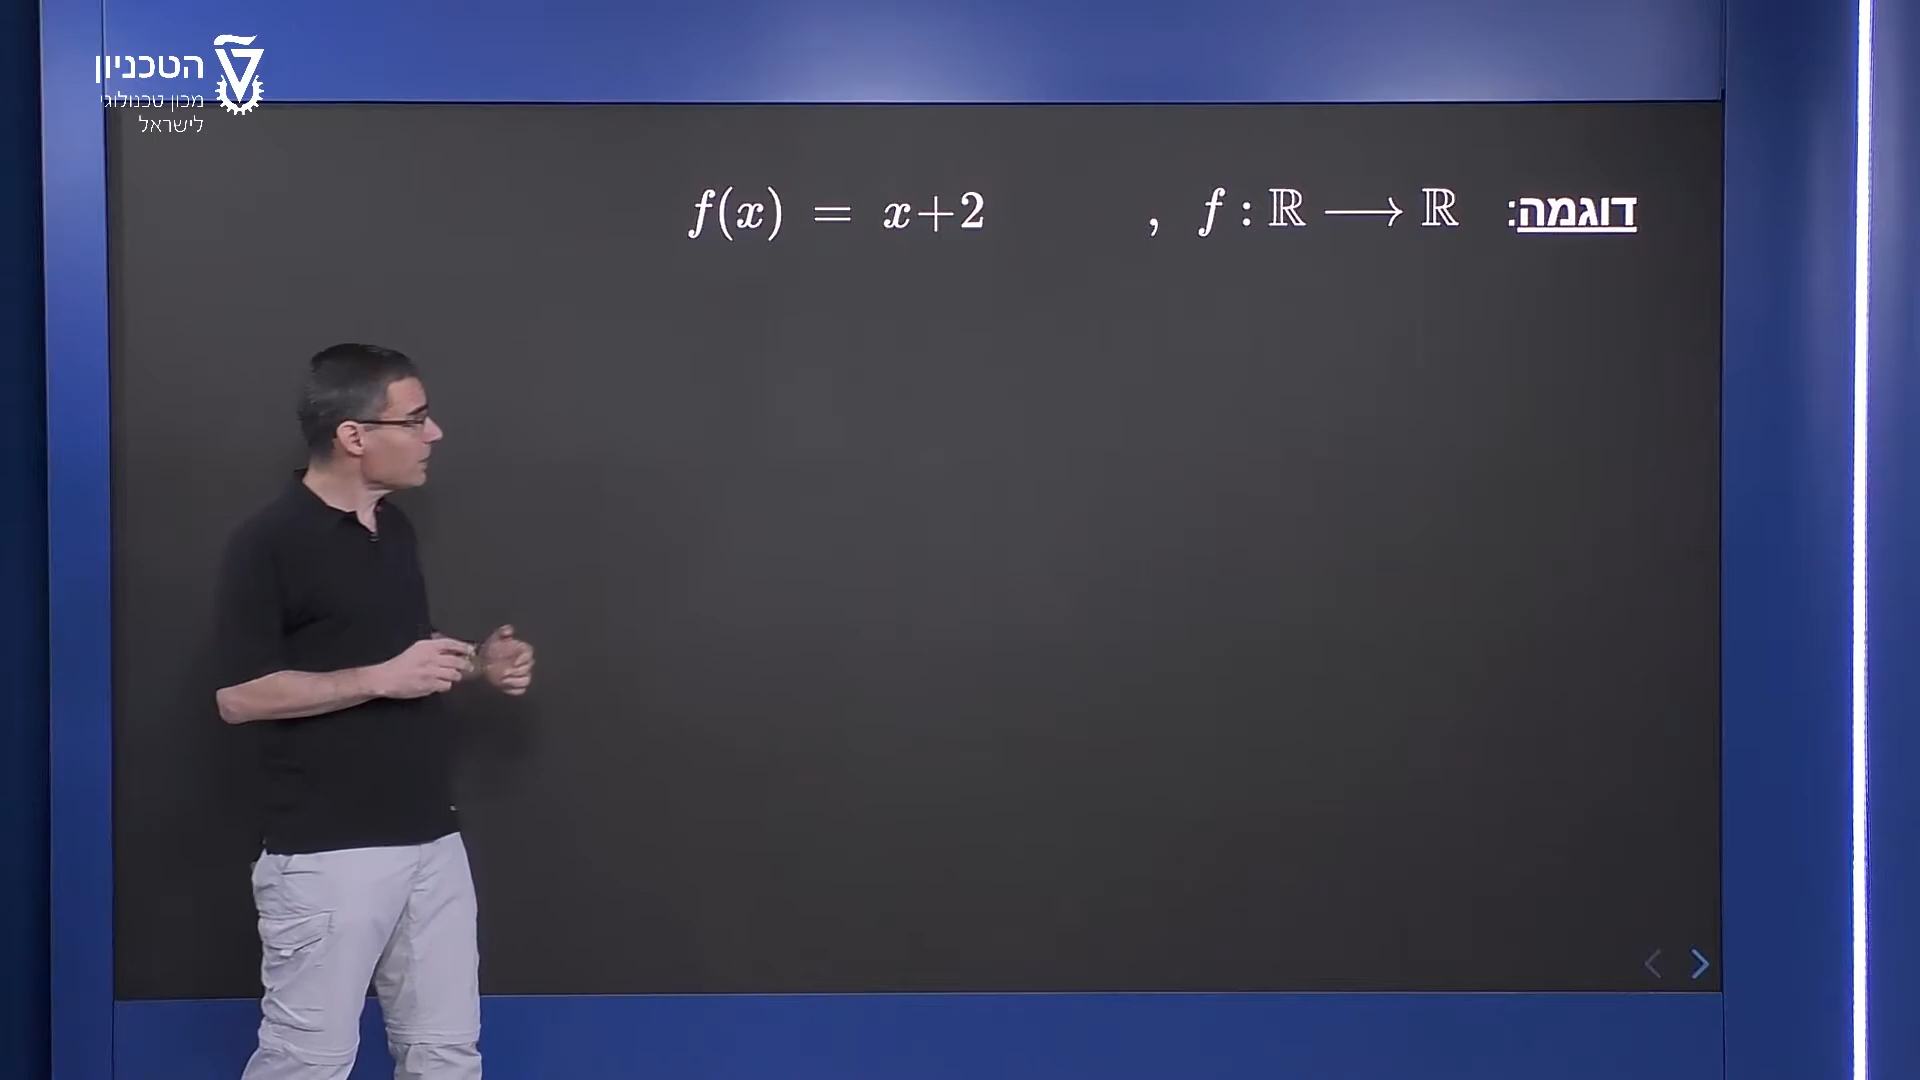 הטכניון
מכון טכנולוגי
לישראל
דוגמה: f : ℝ ⟶ ℝ , f(x) = x+2